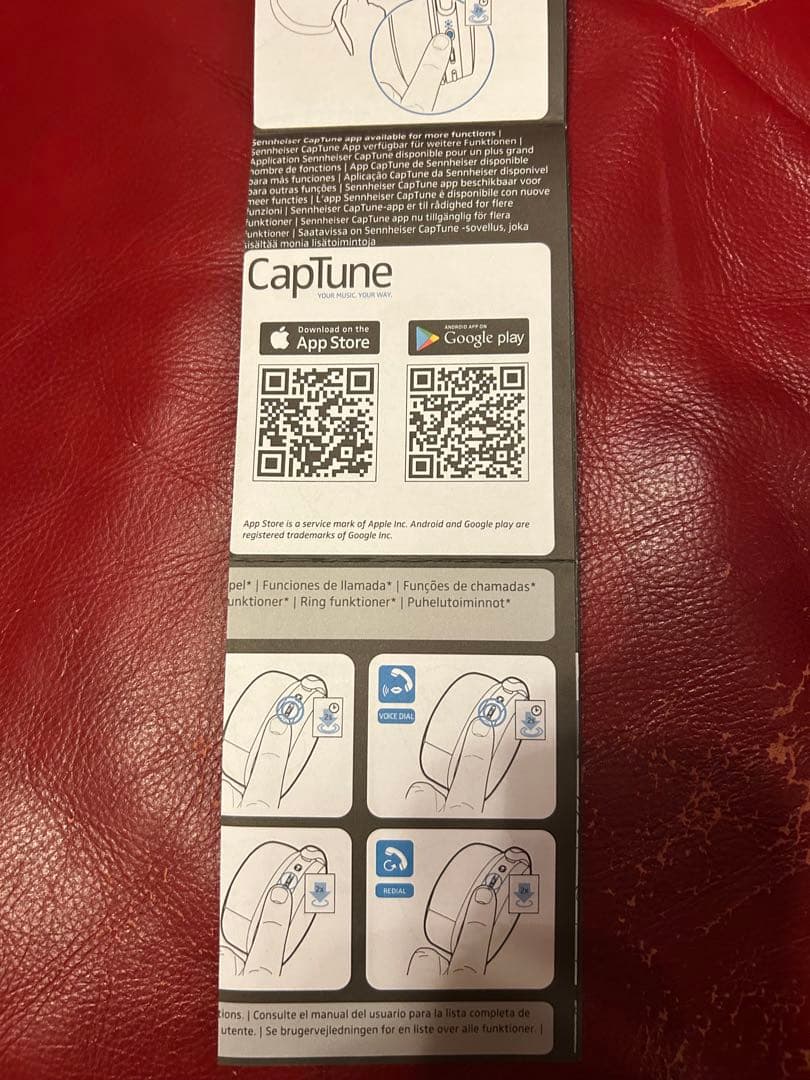 Sennheiser CapTune app available for more functions |
Sennheiser CapTune App verfügbar für weitere Funktionen |
Application Sennheiser CapTune disponible pour un plus grand
nombre de fonctions | App CapTune de Sennheiser disponible
para más funciones | Aplicação CapTune da Sennheiser disponível
para outras funções | Sennheiser CapTune app beschikbaar voor
meer functies | L'app Sennheiser CapTune è disponibile con nuove
funzioni | Sennheiser CapTune-app er til rådighed for flere
funktioner | Sennheiser CapTune app nu tillgänglig för flera
funktioner | Saatavissa on Sennheiser CapTune -sovellus, joka
sisältää monia lisätoimintoja
CapTune
YOUR MUSIC. YOUR WAY.
Download on the
App Store
ANDROID APP ON
Google play
App Store is a service mark of Apple Inc. Android and Google play are
registered trademarks of Google Inc.
pel* | Funciones de llamada* | Funções de chamadas*
unktioner* | Ring funktioner* | Puhelutoiminnot*
2s
VOICE DIAL
2s
2x
REDIAL
2x
tions. | Consulte el manual del usuario para la lista completa de
utente. | Se brugervejledningen for en liste over alle funktioner. |